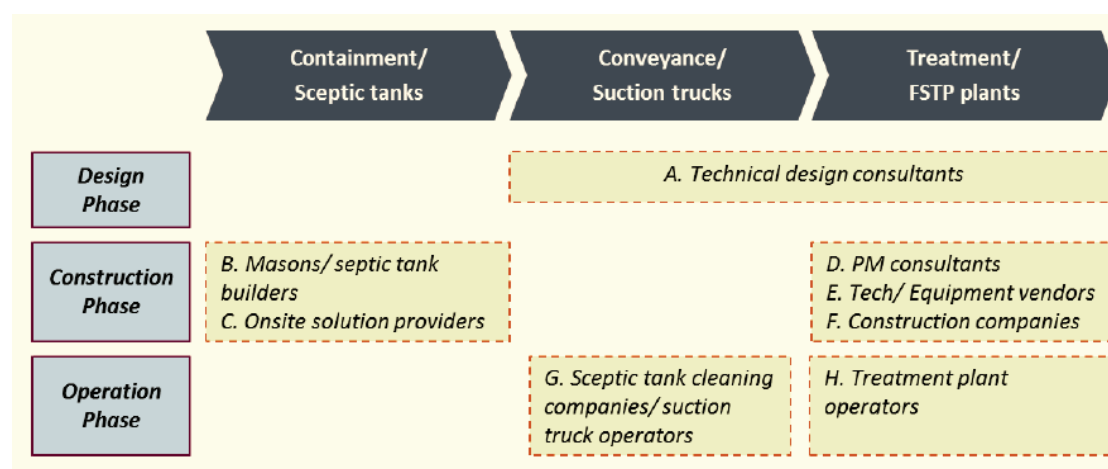 Containment/
Sceptic tanks
Conveyance/
Suction trucks
Treatment/
FSTP plants
Design
Phase
A. Technical design consultants
Construction
Phase
B. Masons/ septic tank
builders
C. Onsite solution providers
D. PM consultants
E. Tech/ Equipment vendors
F. Construction companies
Operation
Phase
G. Sceptic tank cleaning
companies/ suction
truck operators
H. Treatment plant
operators